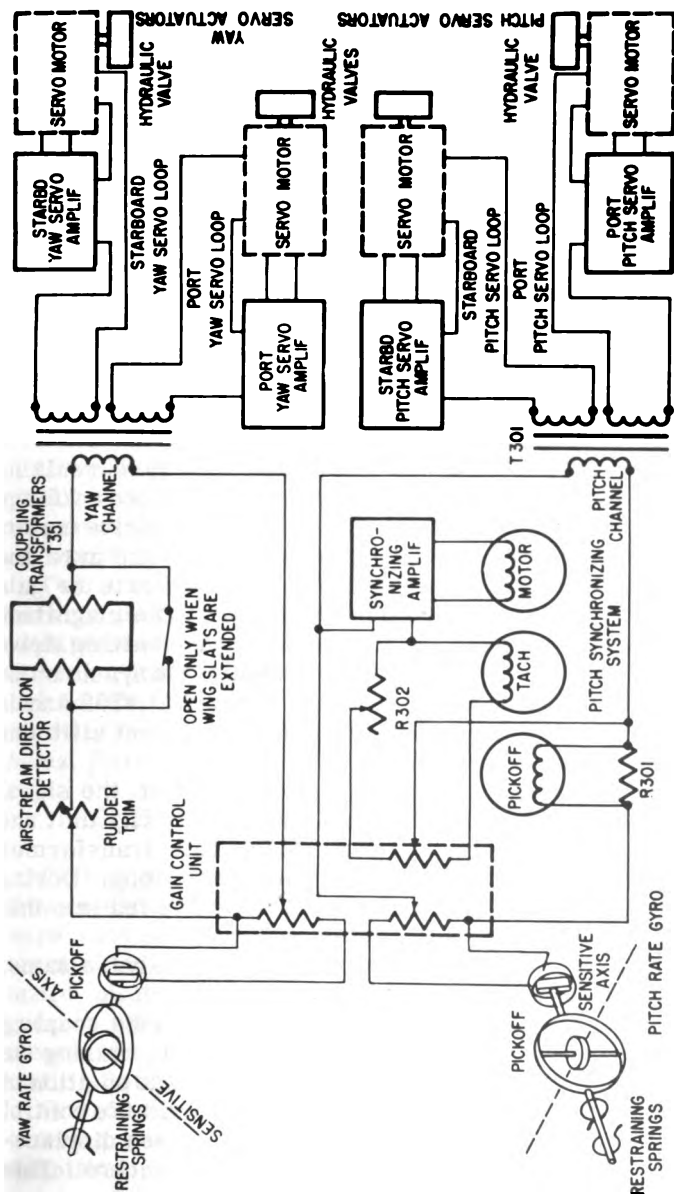 YAW RATE GYRO
AXIS
PICKOFF
SENSITIVE
RESTRAINING
SPRINGS
AIRSTREAM DIRECTION
DETECTOR
RUDDER
TRIM
COUPLING
TRANSFORMERS
T351
YAW
CHANNEL
OPEN ONLY WHEN
WING SLATS ARE
EXTENDED
GAIN CONTROL
UNIT
STARBD
YAW SERVO
AMPLIF
SERVO MOTOR
HYDRAULIC
VALVE
YAW
SERVO ACTUATORS
STARBOARD
YAW SERVO LOOP
PORT
YAW SERVO LOOP
PORT
YAW SERVO
AMPLIF
SERVO MOTOR
HYDRAULIC
VALVES
SYNCHRO-
NIZING
AMPLIF
MOTOR
R302
TACH
PICKOFF
R301
PITCH SYNCHRONIZING
SYSTEM
PITCH
CHANNEL
T301
STARBD
PITCH SERVO
AMPLIF
SERVO MOTOR
PITCH SERVO ACTUATORS
STARBOARD
PITCH SERVO LOOP
PORT
PITCH SERVO LOOP
HYDRAULIC
VALVE
PORT
PITCH SERVO
AMPLIF
SERVO MOTOR
PICKOFF
SENSITIVE
AXIS
RESTRAINING
SPRINGS
PITCH RATE GYRO